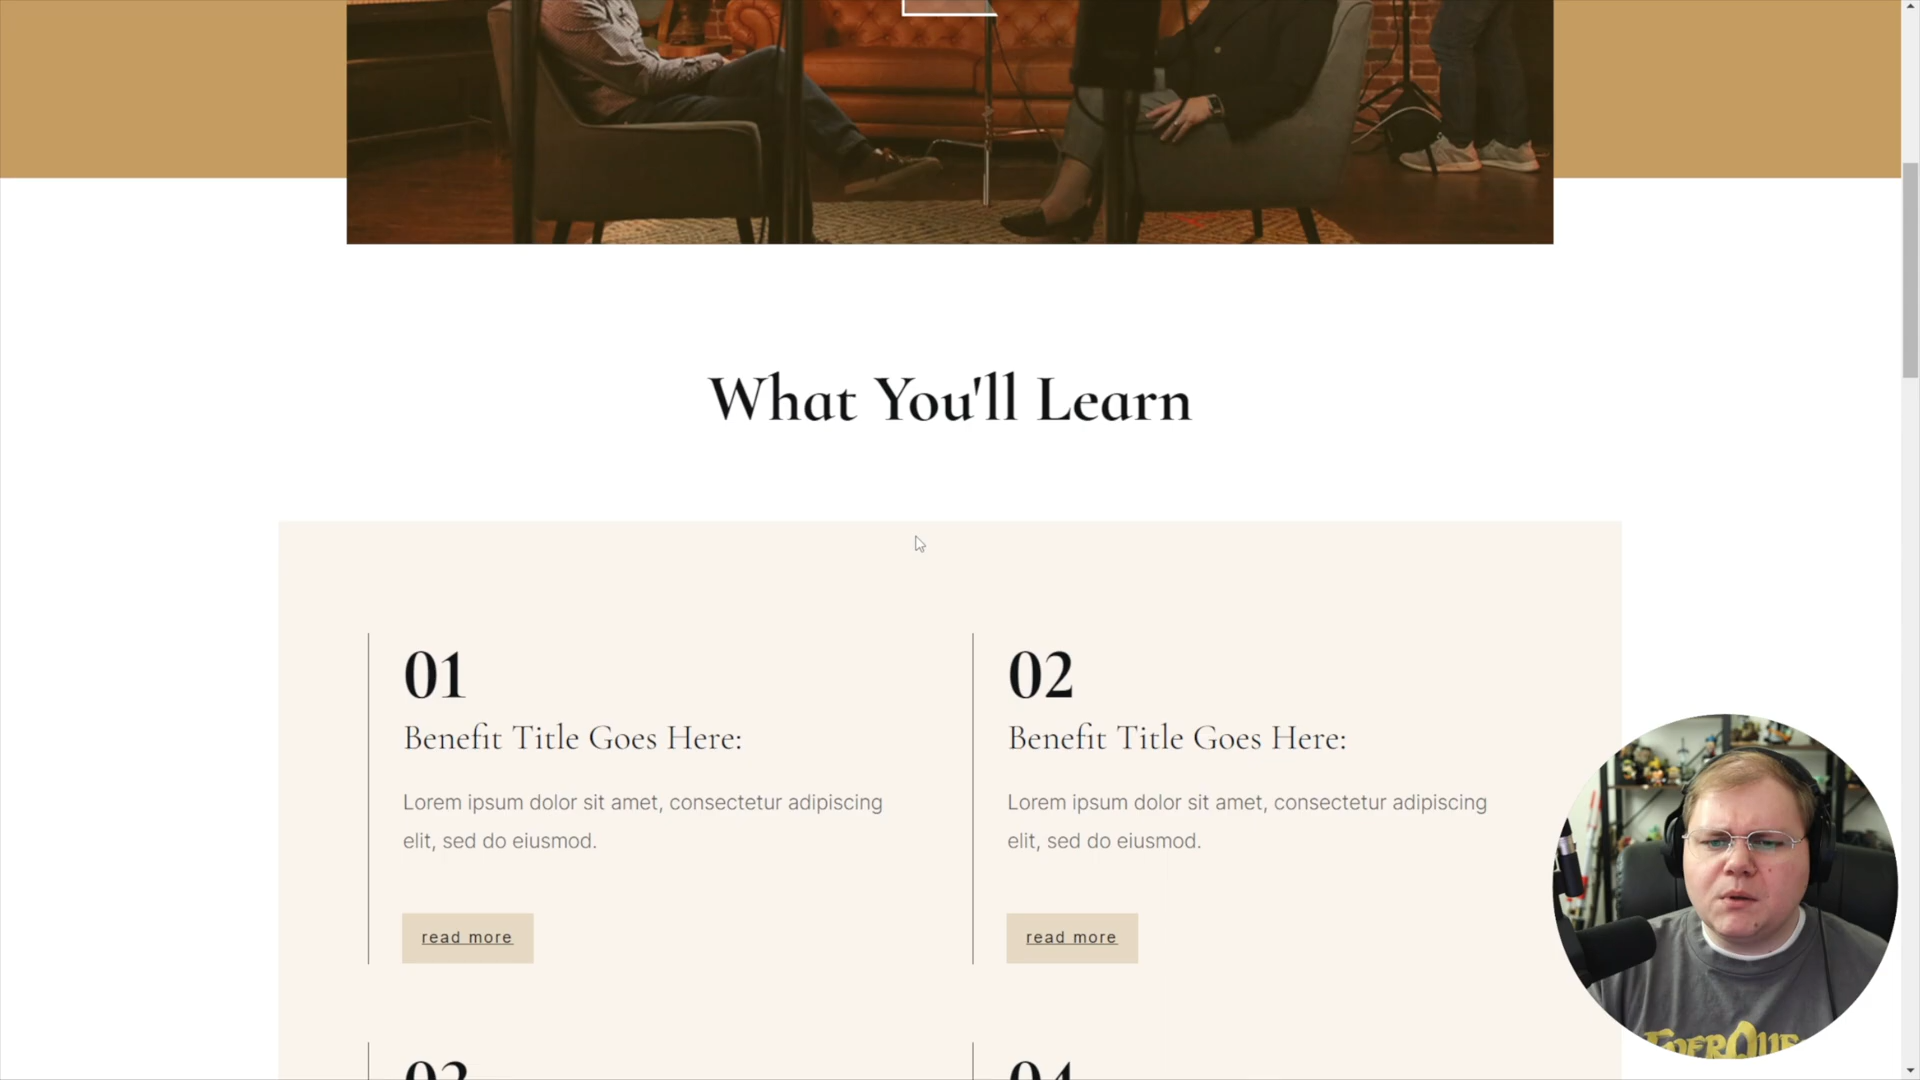 What You'll Learn
01
Benefit Title Goes Here:
Lorem ipsum dolor sit amet, consectetur adipiscing
elit, sed do eiusmod.
read more
02
Benefit Title Goes Here:
Lorem ipsum dolor sit amet, consectetur adipiscing
elit, sed do eiusmod.
read more
03
04